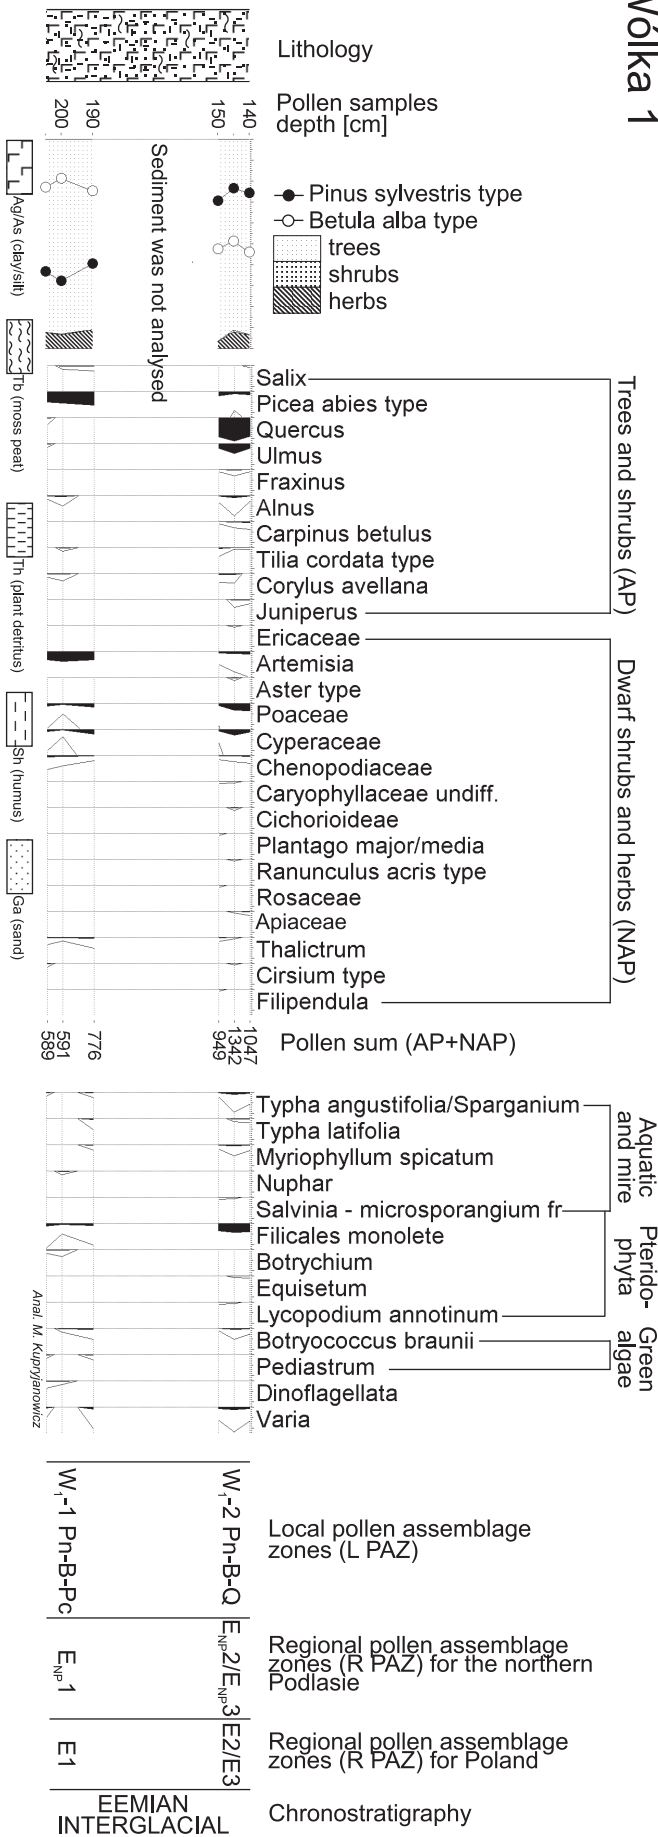 Wólka 1
Lithology
Pollen samples
depth [cm]
140
150
190
200
Pinus sylvestris type
Betula alba type
trees
shrubs
herbs
Sediment was not analysed
Ag/As (clay/silt)
Tb (moss peat)
Th (plant detritus)
Sh (humus)
Ga (sand)
Trees and shrubs (AP)
Salix
Picea abies type
Quercus
Ulmus
Fraxinus
Alnus
Carpinus betulus
Tilia cordata type
Corylus avellana
Juniperus
Dwarf shrubs and herbs (NAP)
Ericaceae
Artemisia
Aster type
Poaceae
Cyperaceae
Chenopodiaceae
Caryophyllaceae undiff.
Cichorioideae
Plantago major/media
Ranunculus acris type
Rosaceae
Apiaceae
Thalictrum
Cirsium type
Filipendula
Pollen sum (AP+NAP)
1047
1342
949
776
591
589
Aquatic
and mire
Typha angustifolia/Sparganium
Typha latifolia
Myriophyllum spicatum
Nuphar
Salvinia - microsporangium fr
Pterido-
phyta
Filicales monolete
Botrychium
Equisetum
Lycopodium annotinum
Green
algae
Botryococcus braunii
Pediastrum
Dinoflagellata
Varia
Anal. M. Kupryjanowicz
Local pollen assemblage
zones (L PAZ)
W₁-2 Pn-B-Q
W₁-1 Pn-B-Pc
Regional pollen assemblage
zones (R PAZ) for the northern
Podlasie
E_NP2/E_NP3
E_NP1
Regional pollen assemblage
zones (R PAZ) for Poland
E2/E3
E1
Chronostratigraphy
EEMIAN
INTERGLACIAL